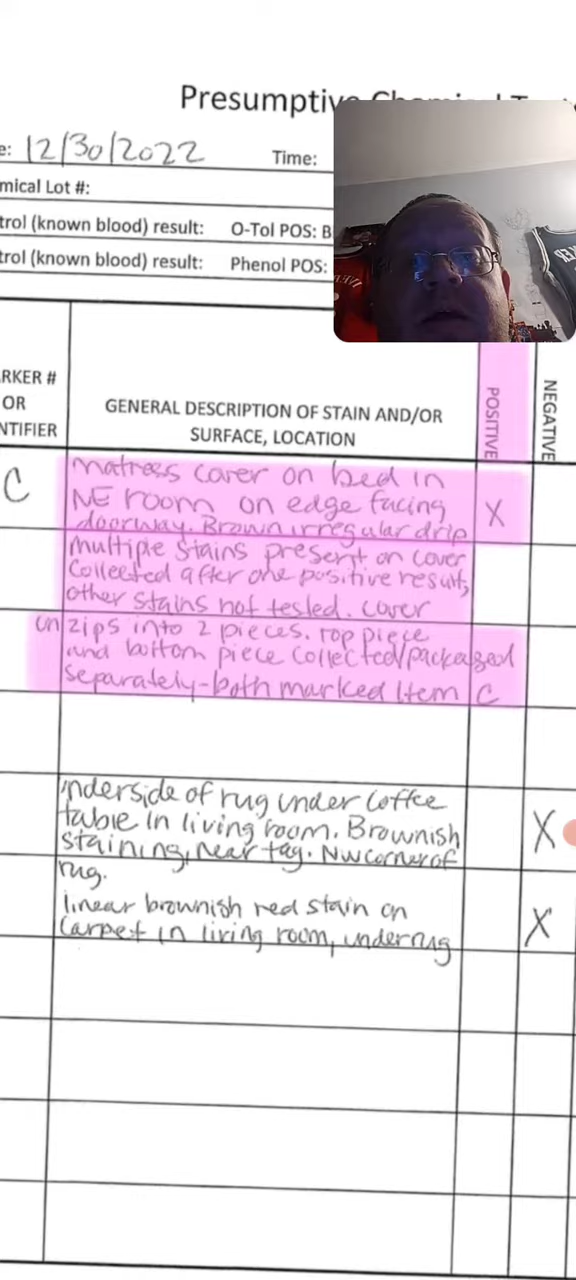 Presumptive Chemical T
e: 12/30/2022 Time:
mical Lot #:
trol (known blood) result: O-Tol POS: B
trol (known blood) result: Phenol POS:
RKER #
OR
NTIFIER
GENERAL DESCRIPTION OF STAIN AND/OR
SURFACE, LOCATION
POSITIVE
NEGATIVE
C
matress cover on bed in
NE room on edge facing X
doorway. Brown irregular drip
multiple stains present on cover
Collected after one positive result,
other stains not tested. cover
un zips into 2 pieces. top piece
and bottom piece collected/packaged
separately-both marked Item C
nderside of rug under coffee
table in living room. Brownish X
staining, near tag. NW corner of
rug.
linear brownish red stain on X
carpet in living room, under rug